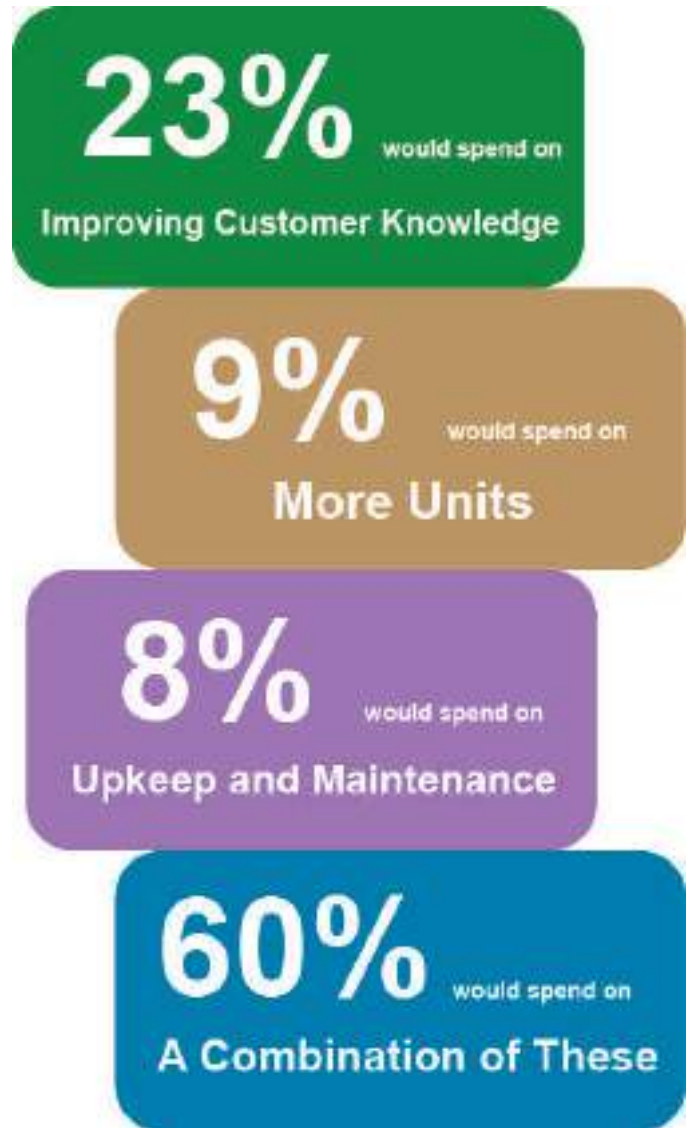 23% would spend on
Improving Customer Knowledge
9% would spend on
More Units
8% would spend on
Upkeep and Maintenance
60% would spend on
A Combination of These